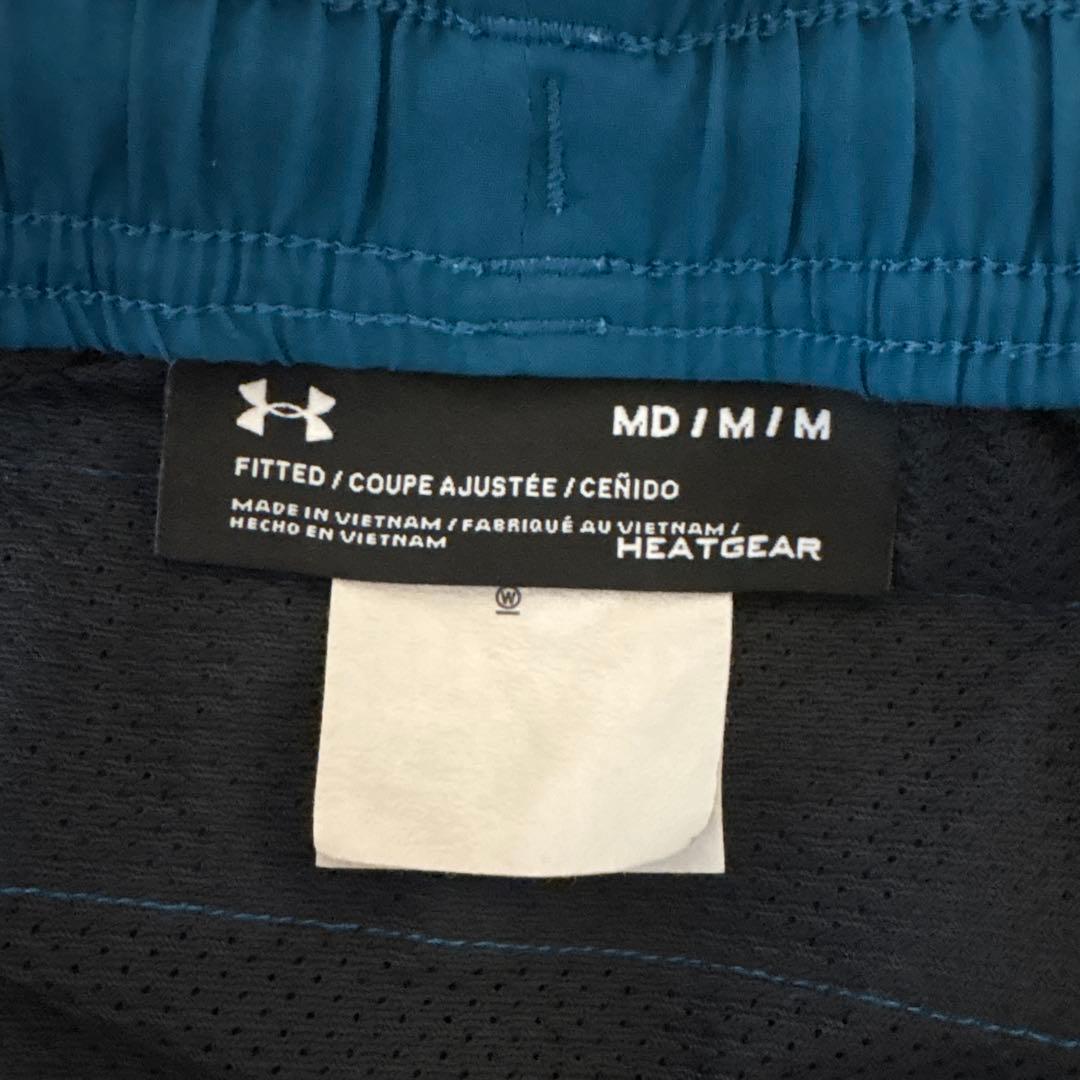 MD / M / M
FITTED / COUPE AJUSTÉE / CEÑIDO
MADE IN VIETNAM / FABRIQUÉ AU VIETNAM /
HECHO EN VIETNAM
HEATGEAR
W